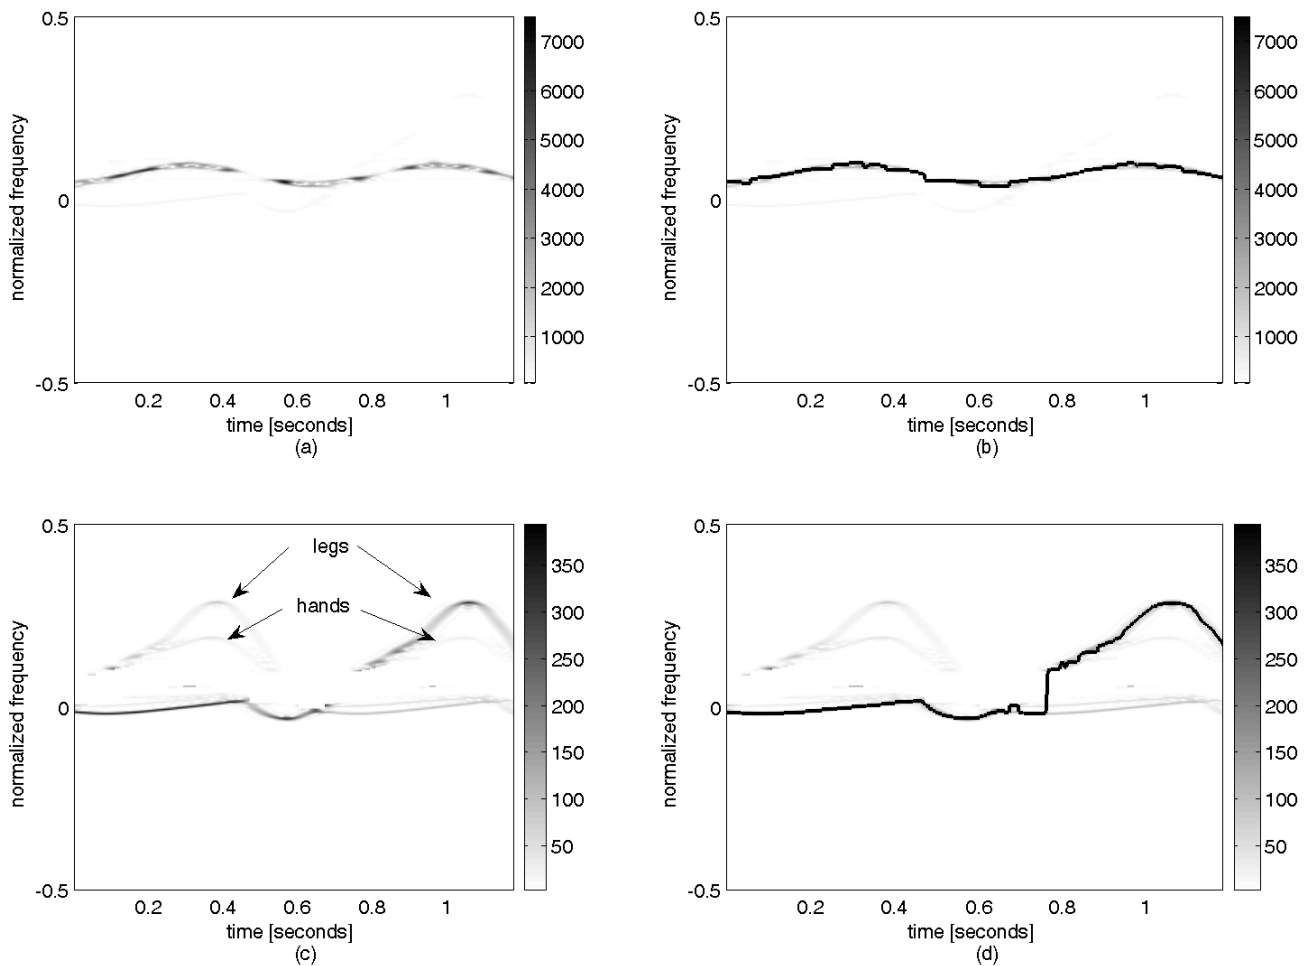 0.5
0
-0.5
normalized frequency
0.2 0.4 0.6 0.8 1
time [seconds]
(a)
7000
6000
5000
4000
3000
2000
1000
0.5
0
-0.5
nomralized frequency
0.2 0.4 0.6 0.8 1
time [seconds]
(b)
7000
6000
5000
4000
3000
2000
1000
0.5
0
-0.5
normalized frequency
legs
hands
0.2 0.4 0.6 0.8 1
time [seconds]
(c)
350
300
250
200
150
100
50
0.5
0
-0.5
normalized frequency
0.2 0.4 0.6 0.8 1
time [seconds]
(d)
350
300
250
200
150
100
50